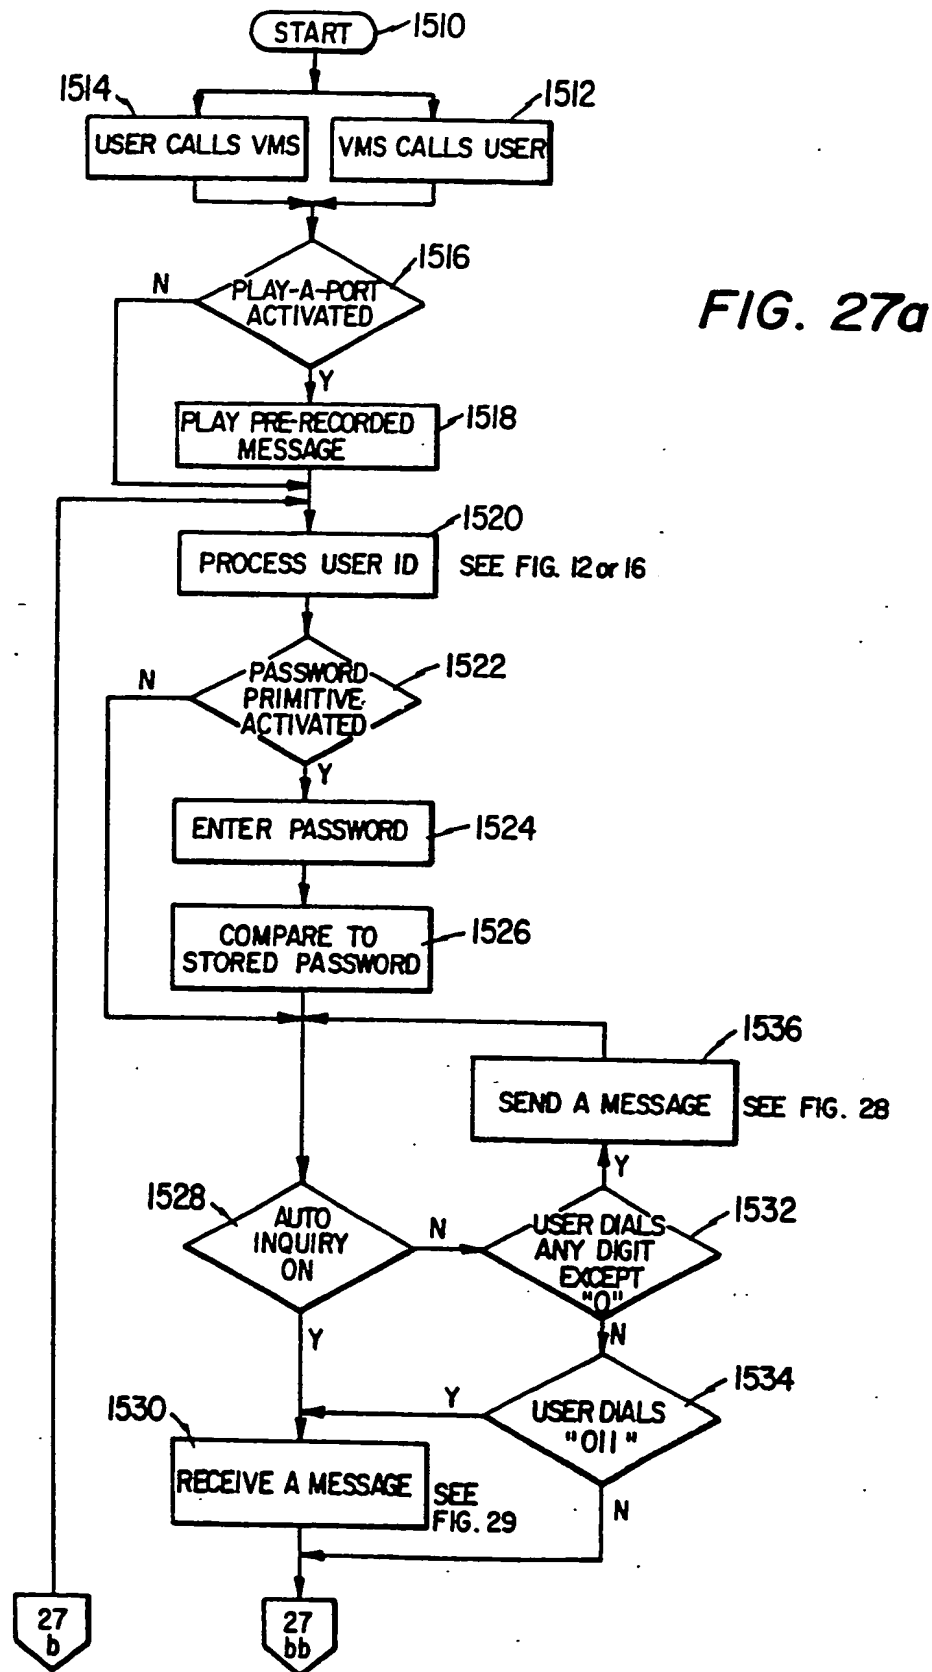 START
1510
1514
1512
USER CALLS VMS
VMS CALLS USER
1516
N
PLAY-A-PORT
ACTIVATED
FIG. 27a
Y
PLAY PRE-RECORDED
MESSAGE
1518
1520
PROCESS USER ID
SEE FIG. 12 or 16
1522
N
PASSWORD
PRIMITIVE
ACTIVATED
Y
ENTER PASSWORD
1524
COMPARE TO
STORED PASSWORD
1526
1536
SEND A MESSAGE
SEE FIG. 28
Y
1528
AUTO
INQUIRY
ON
N
USER DIALS
ANY DIGIT
EXCEPT
"0"
1532
Y
N
1534
Y
USER DIALS
"011"
1530
RECEIVE A MESSAGE
SEE
FIG. 29
N
27
b
27
bb